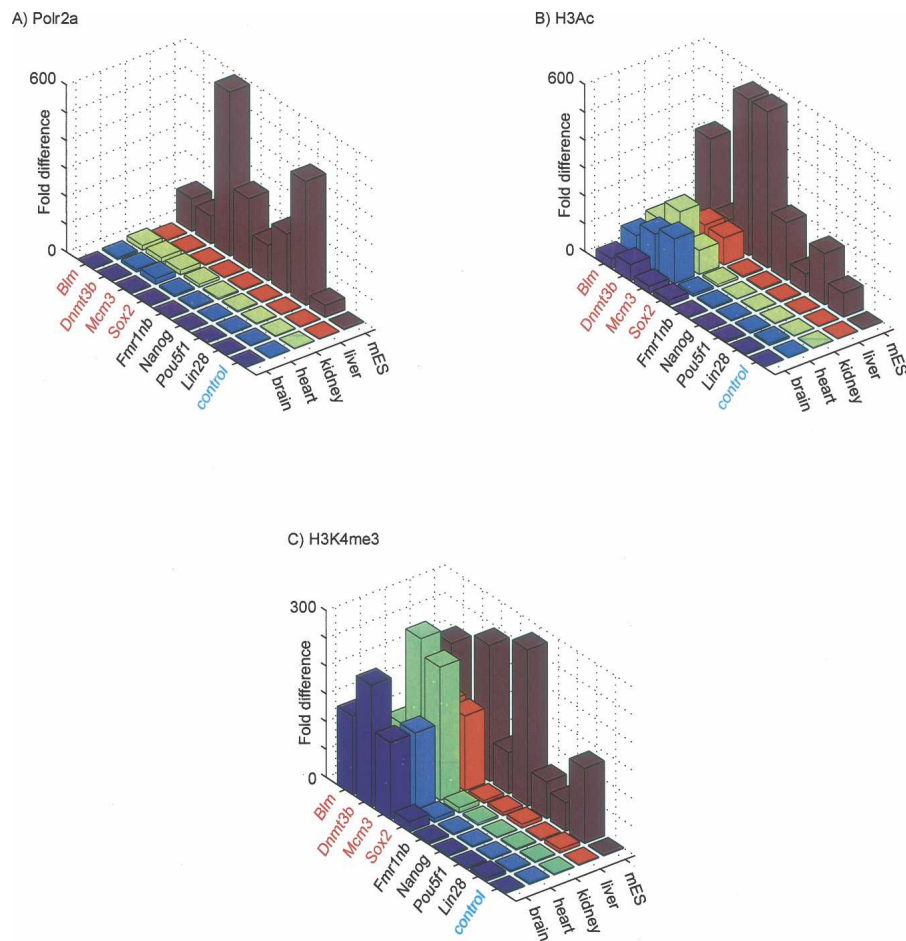 A) Polr2a
600
Fold difference
0
Blm
Dnmt3b
Mcm3
Sox2
Fmr1nb
Nanog
Pou5f1
Lin28
control
brain
heart
kidney
liver
mES
B) H3Ac
600
Fold difference
0
Blm
Dnmt3b
Mcm3
Sox2
Fmr1nb
Nanog
Pou5f1
Lin28
control
brain
heart
kidney
liver
mES
C) H3K4me3
300
Fold difference
0
Blm
Dnmt3b
Mcm3
Sox2
Fmr1nb
Nanog
Pou5f1
Lin28
control
brain
heart
kidney
liver
mES